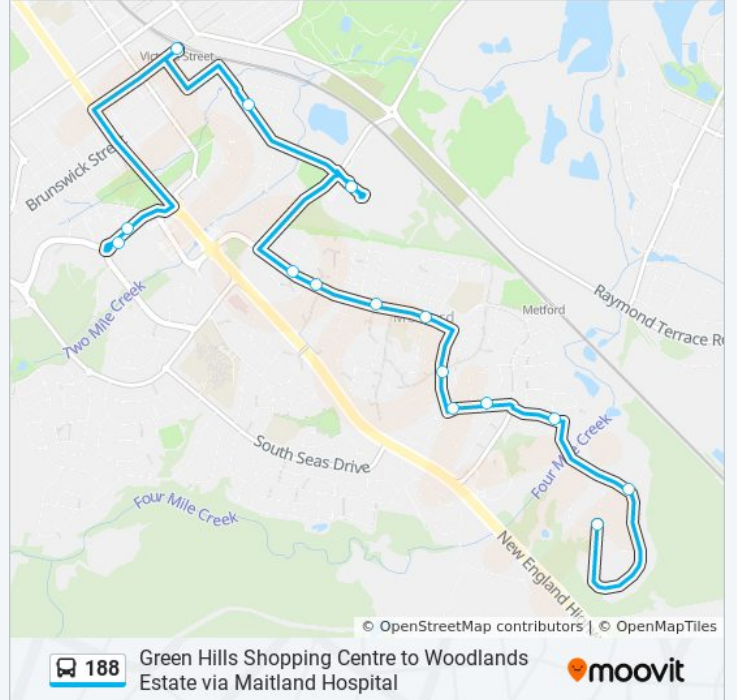 Victoria Street
Brunswick Street
Two Mile Creek
Metford
Raymond Terrace R
South Seas Drive
Four Mile Creek
Four Mile Creek
New England Hi
© OpenStreetMap contributors | © OpenMapTiles
188
Green Hills Shopping Centre to Woodlands
Estate via Maitland Hospital
moovit